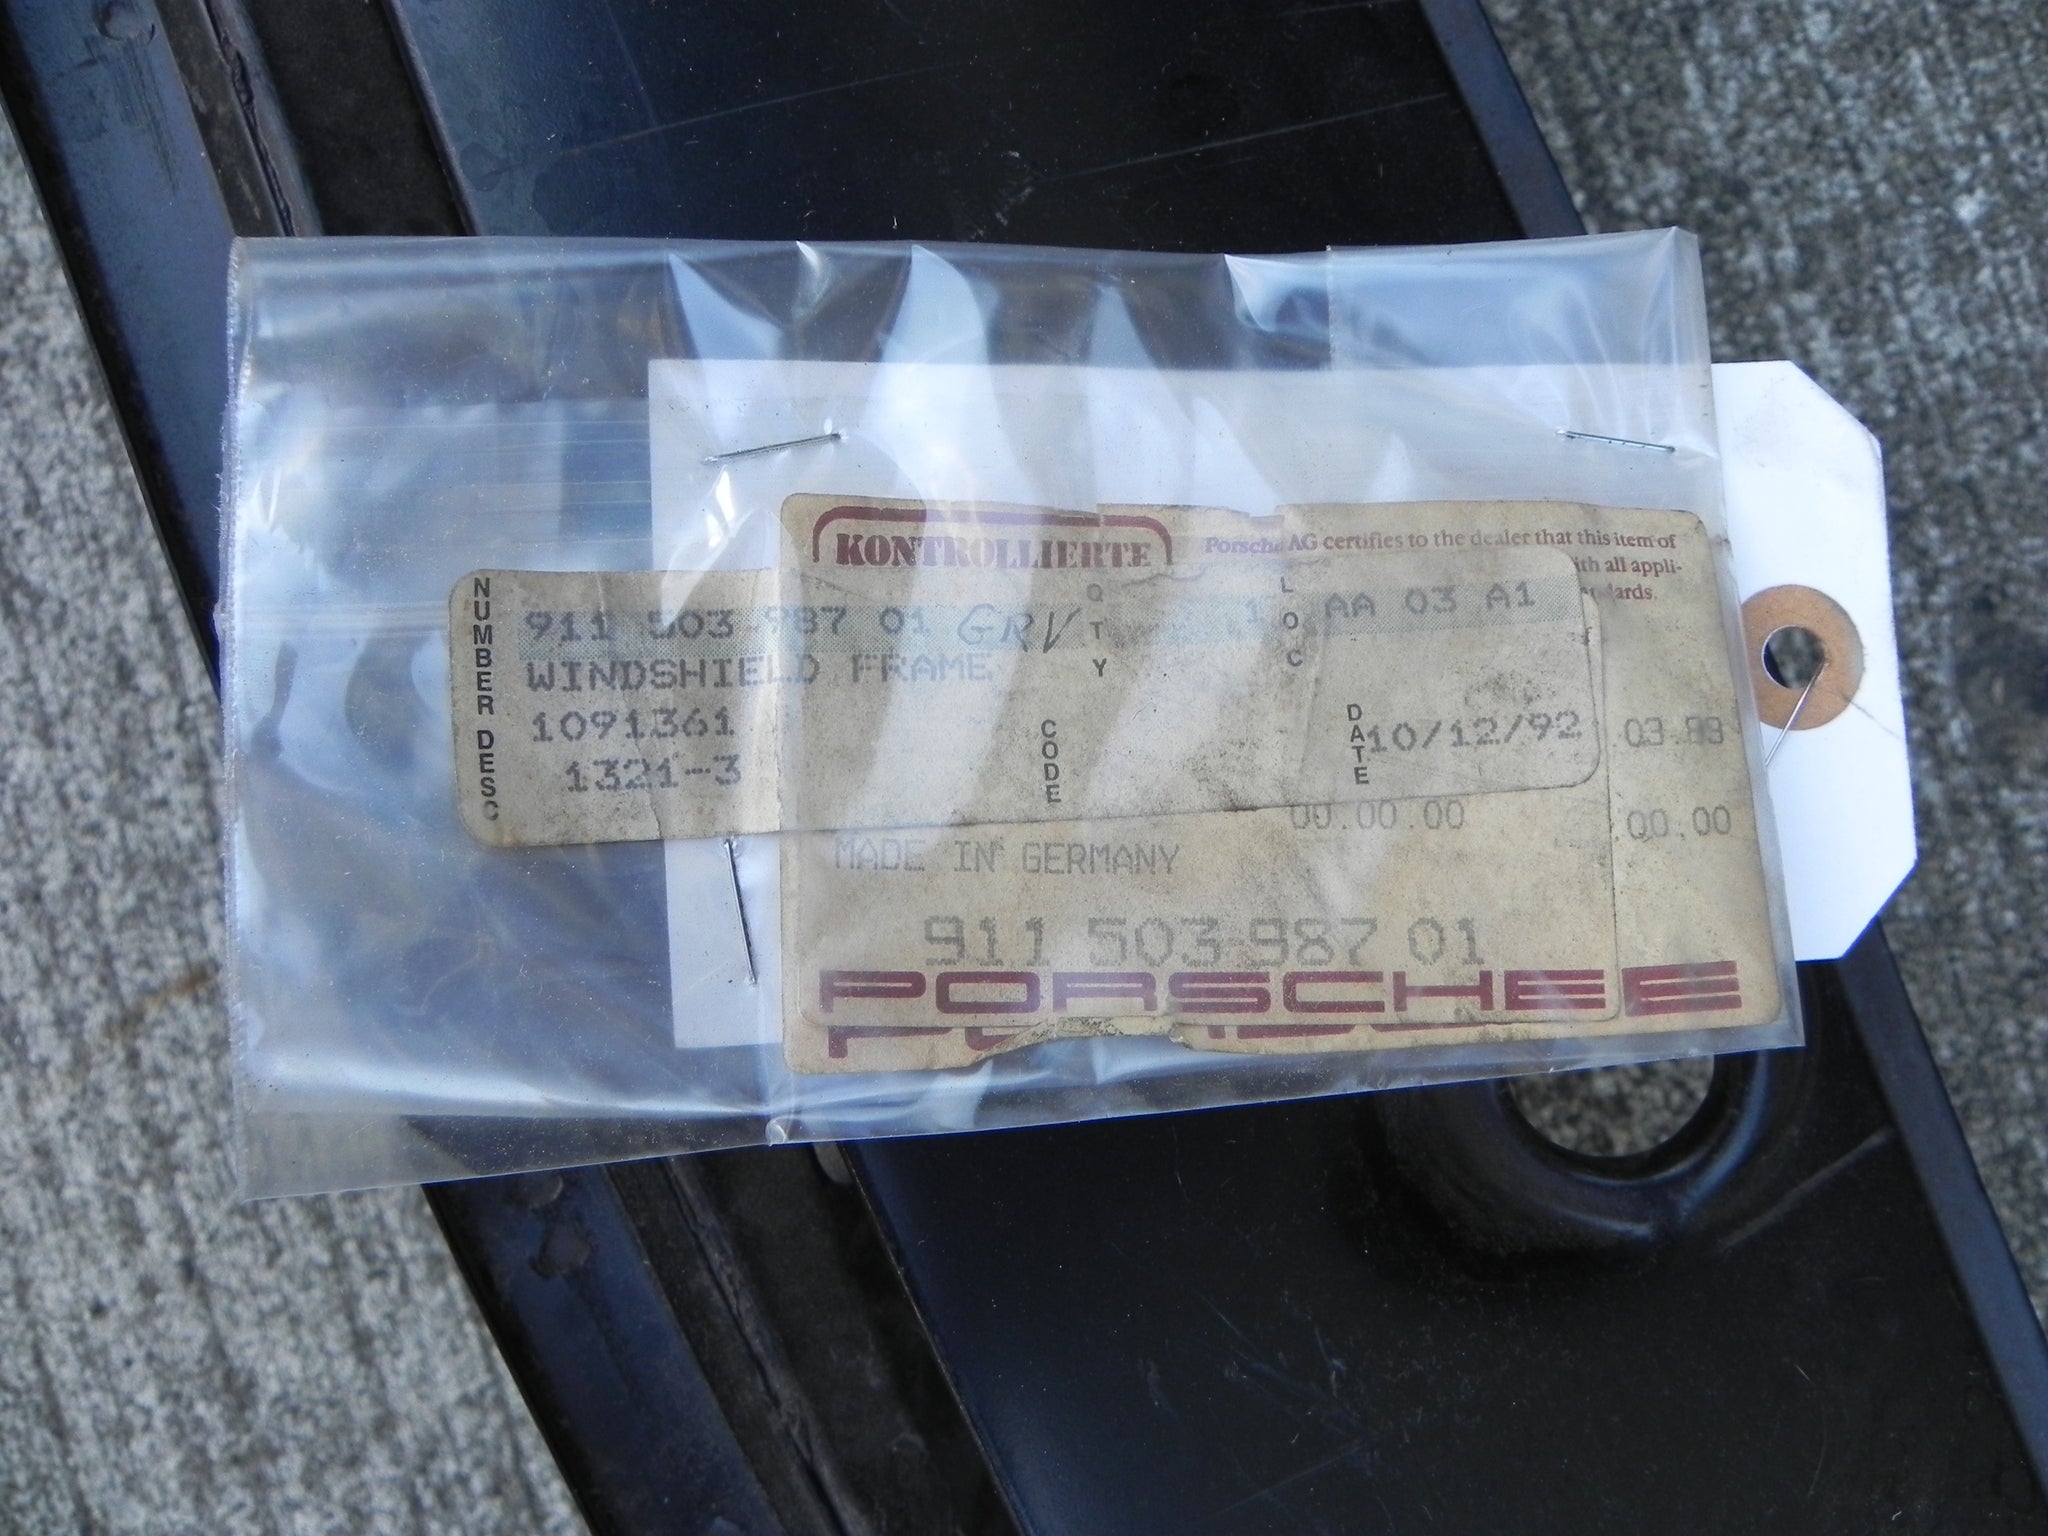 KONTROLLIERTE
Porsche AG certifies to the dealer that this item of
with all appli-
standards.
NUMBER 911 503 987 01 GRV QTY 1 LOC AA 03 A1
DESC WINDSHIELD FRAME
1091361 CODE DATE 10/12/92 03.88
1321-3
00.00.00 00.00
MADE IN GERMANY
911 503 987 01
PORSCHE E